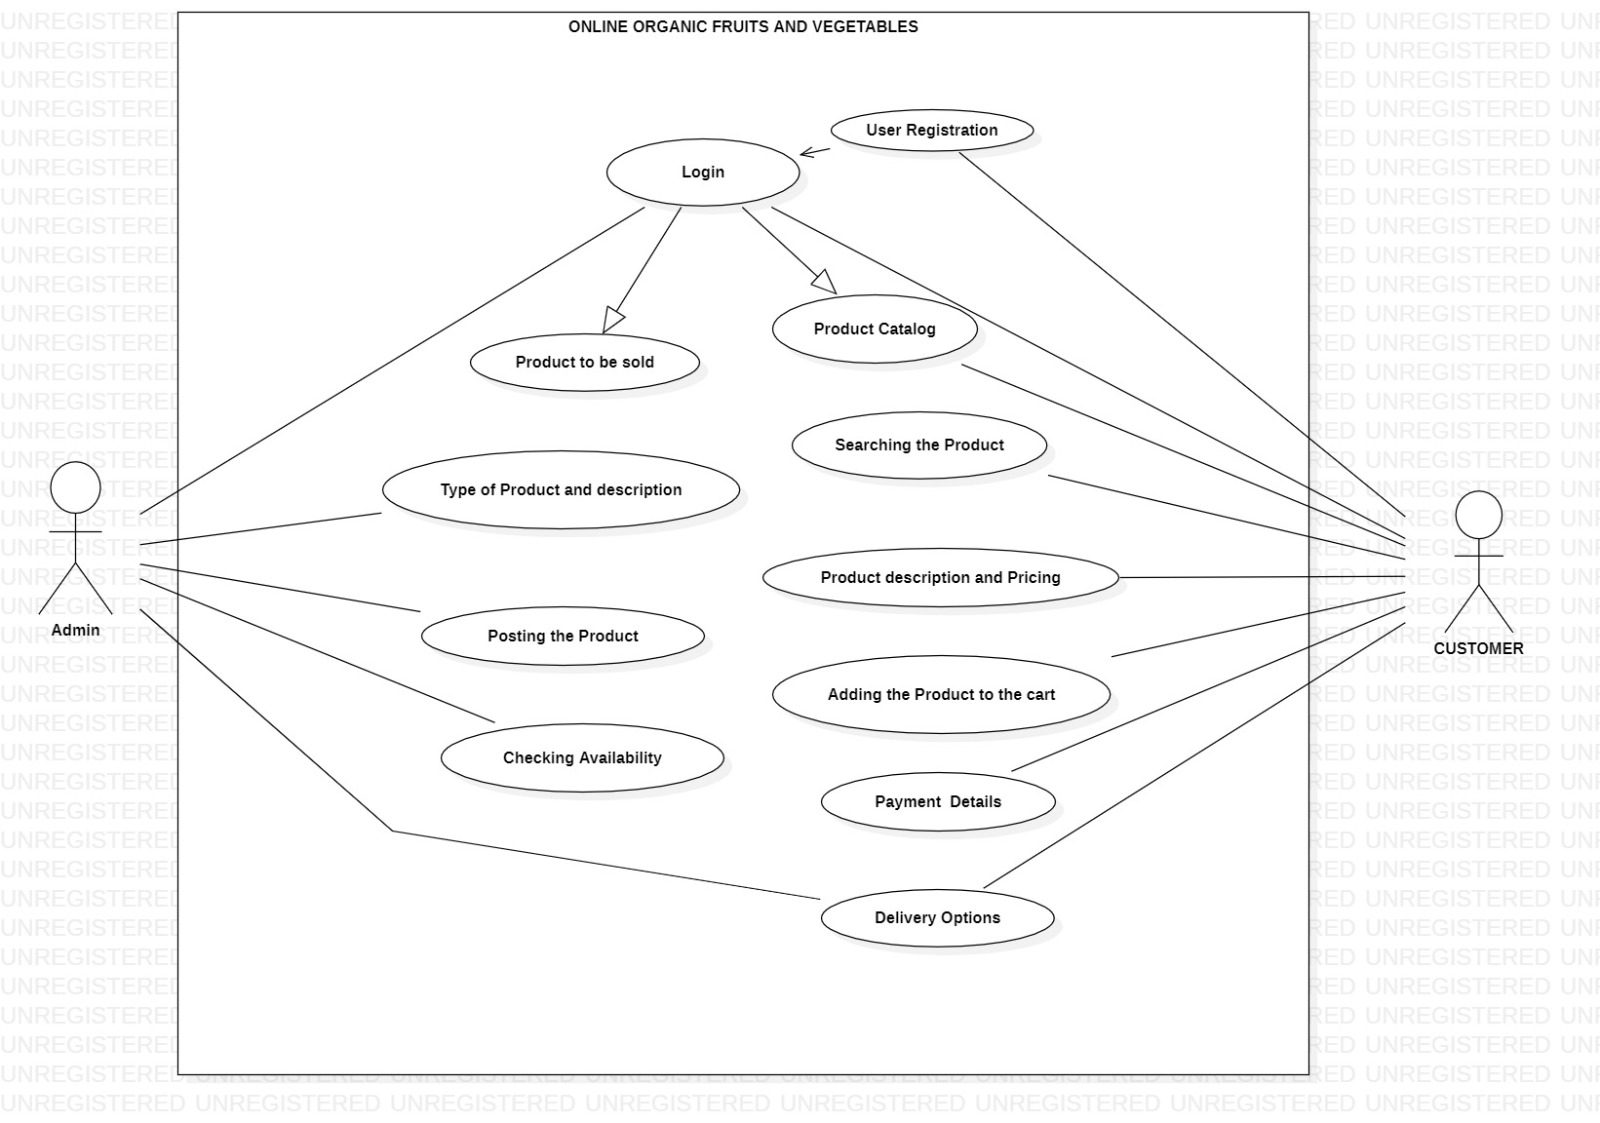 ONLINE ORGANIC FRUITS AND VEGETABLES
User Registration
Login
Product Catalog
Product to be sold
Searching the Product
Type of Product and description
Product description and Pricing
Admin
Posting the Product
CUSTOMER
Adding the Product to the cart
Checking Availability
Payment  Details
Delivery Options
UNREGISTERED UNREGISTERED UNREGISTERED UNREGISTERED UNREGISTERED UNREGISTERED UNREGISTERED UNREGISTERED